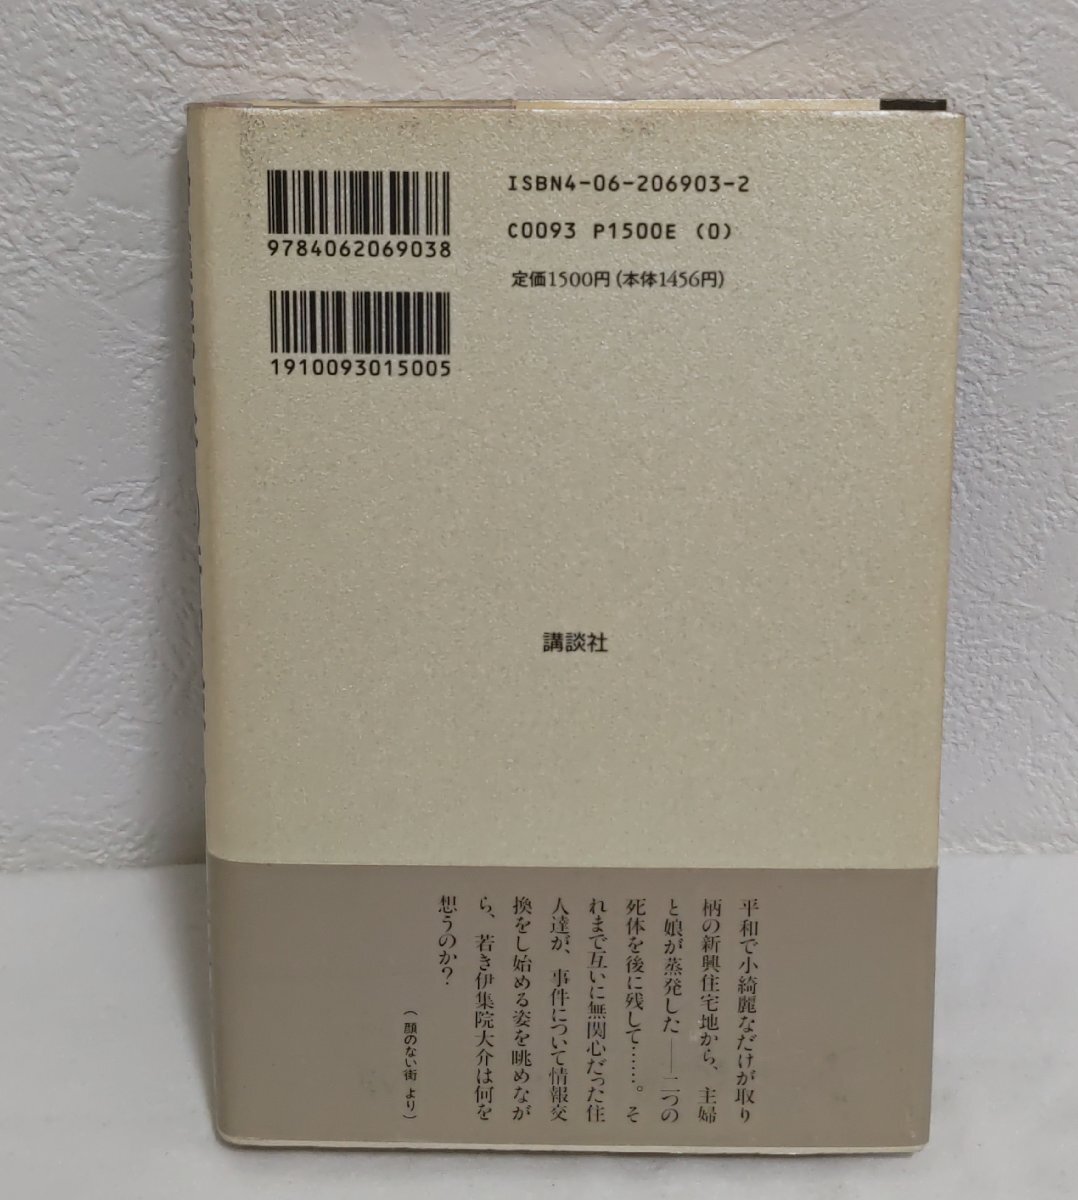 ISBN4-06-206903-2
C0093 P1500E (0)
定価1500円(本体1456円)
9784062069038
1910093015005
講談社
平和で小綺麗なだけが取り
柄の新興住宅地から、主婦
と娘が蒸発した――二つの
死体を後に残して……。そ
れまで互いに無関心だった住
人達が、事件について情報交
換をし始める姿を眺めなが
ら、若き伊集院大介は何を
想うのか?
(顔のない街 より)